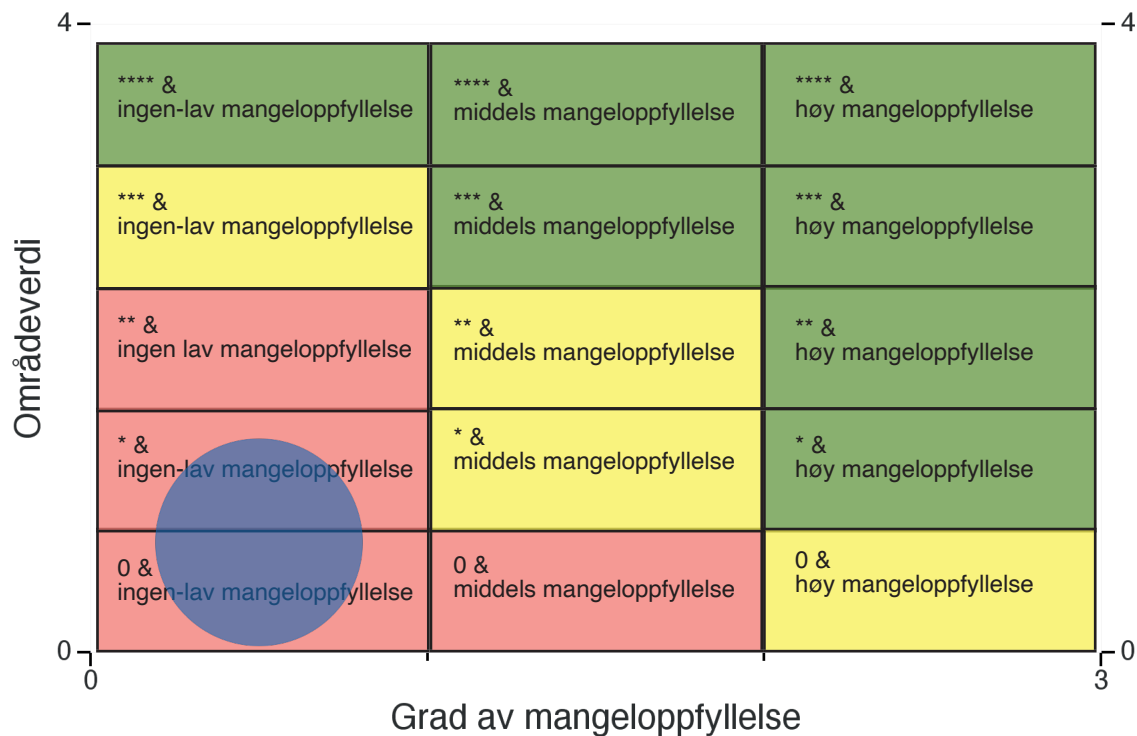 4
4
**** &
ingen-lav mangeloppfyllelse
**** &
middels mangeloppfyllelse
**** &
høy mangeloppfyllelse
*** &
ingen-lav mangeloppfyllelse
*** &
middels mangeloppfyllelse
*** &
høy mangeloppfyllelse
Områdeverdi
** &
ingen lav mangeloppfyllelse
** &
middels mangeloppfyllelse
** &
høy mangeloppfyllelse
* &
ingen-lav mangeloppfyllelse
* &
middels mangeloppfyllelse
* &
høy mangeloppfyllelse
0 &
ingen-lav mangeloppfyllelse
0 &
middels mangeloppfyllelse
0 &
høy mangeloppfyllelse
0
0
0
3
Grad av mangeloppfyllelse